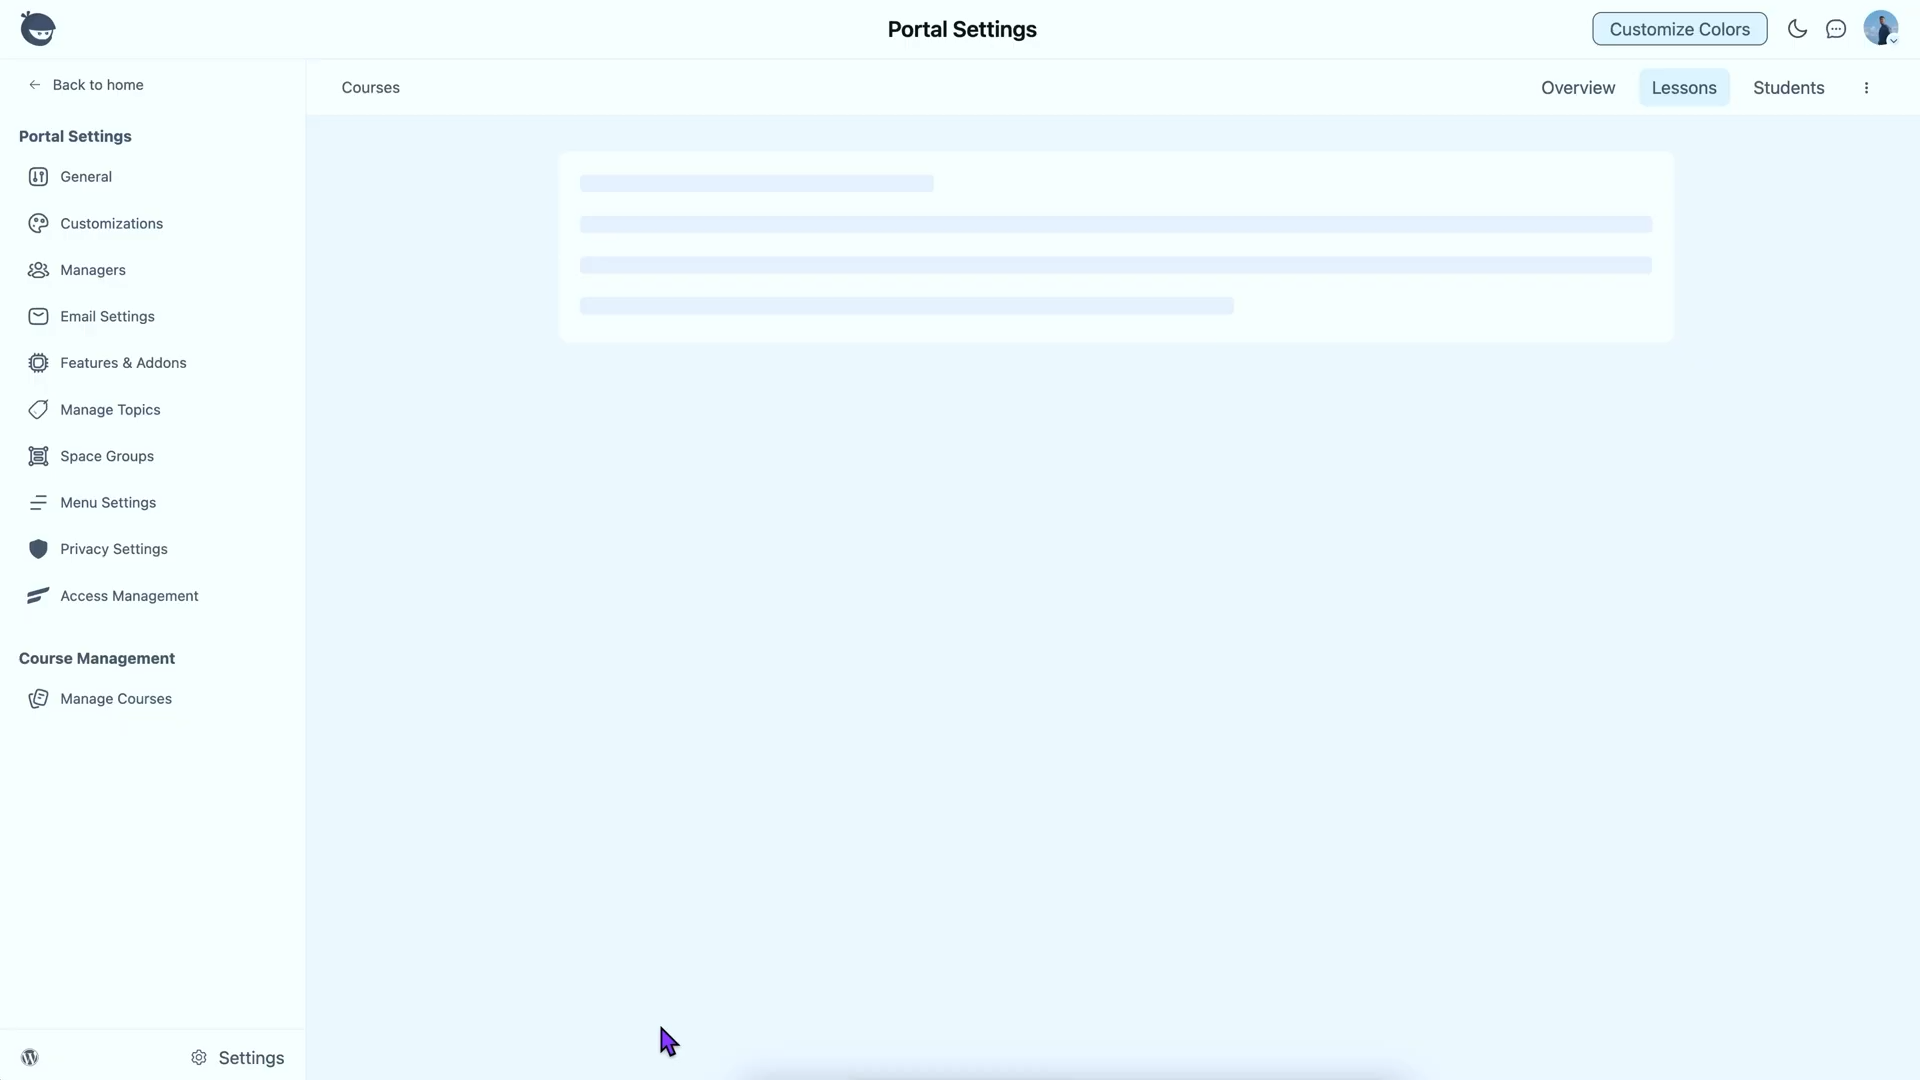 Portal Settings
Customize Colors
Back to home
Courses
Overview
Lessons
Students
Portal Settings
General
Customizations
Managers
Email Settings
Features & Addons
Manage Topics
Space Groups
Menu Settings
Privacy Settings
Access Management
Course Management
Manage Courses
Settings